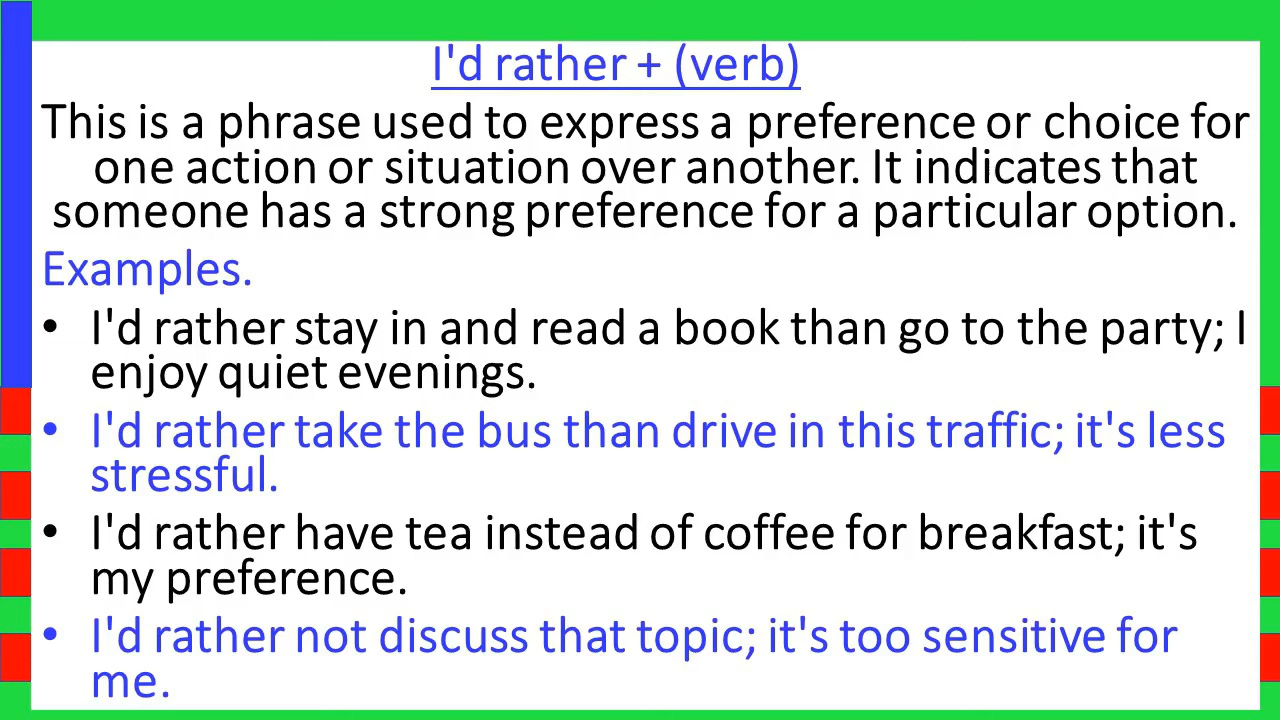 I'd rather + (verb)
This is a phrase used to express a preference or choice for
one action or situation over another. It indicates that
someone has a strong preference for a particular option.
Examples.
• I'd rather stay in and read a book than go to the party; I
enjoy quiet evenings.
• I'd rather take the bus than drive in this traffic; it's less
stressful.
• I'd rather have tea instead of coffee for breakfast; it's
my preference.
• I'd rather not discuss that topic; it's too sensitive for
me.